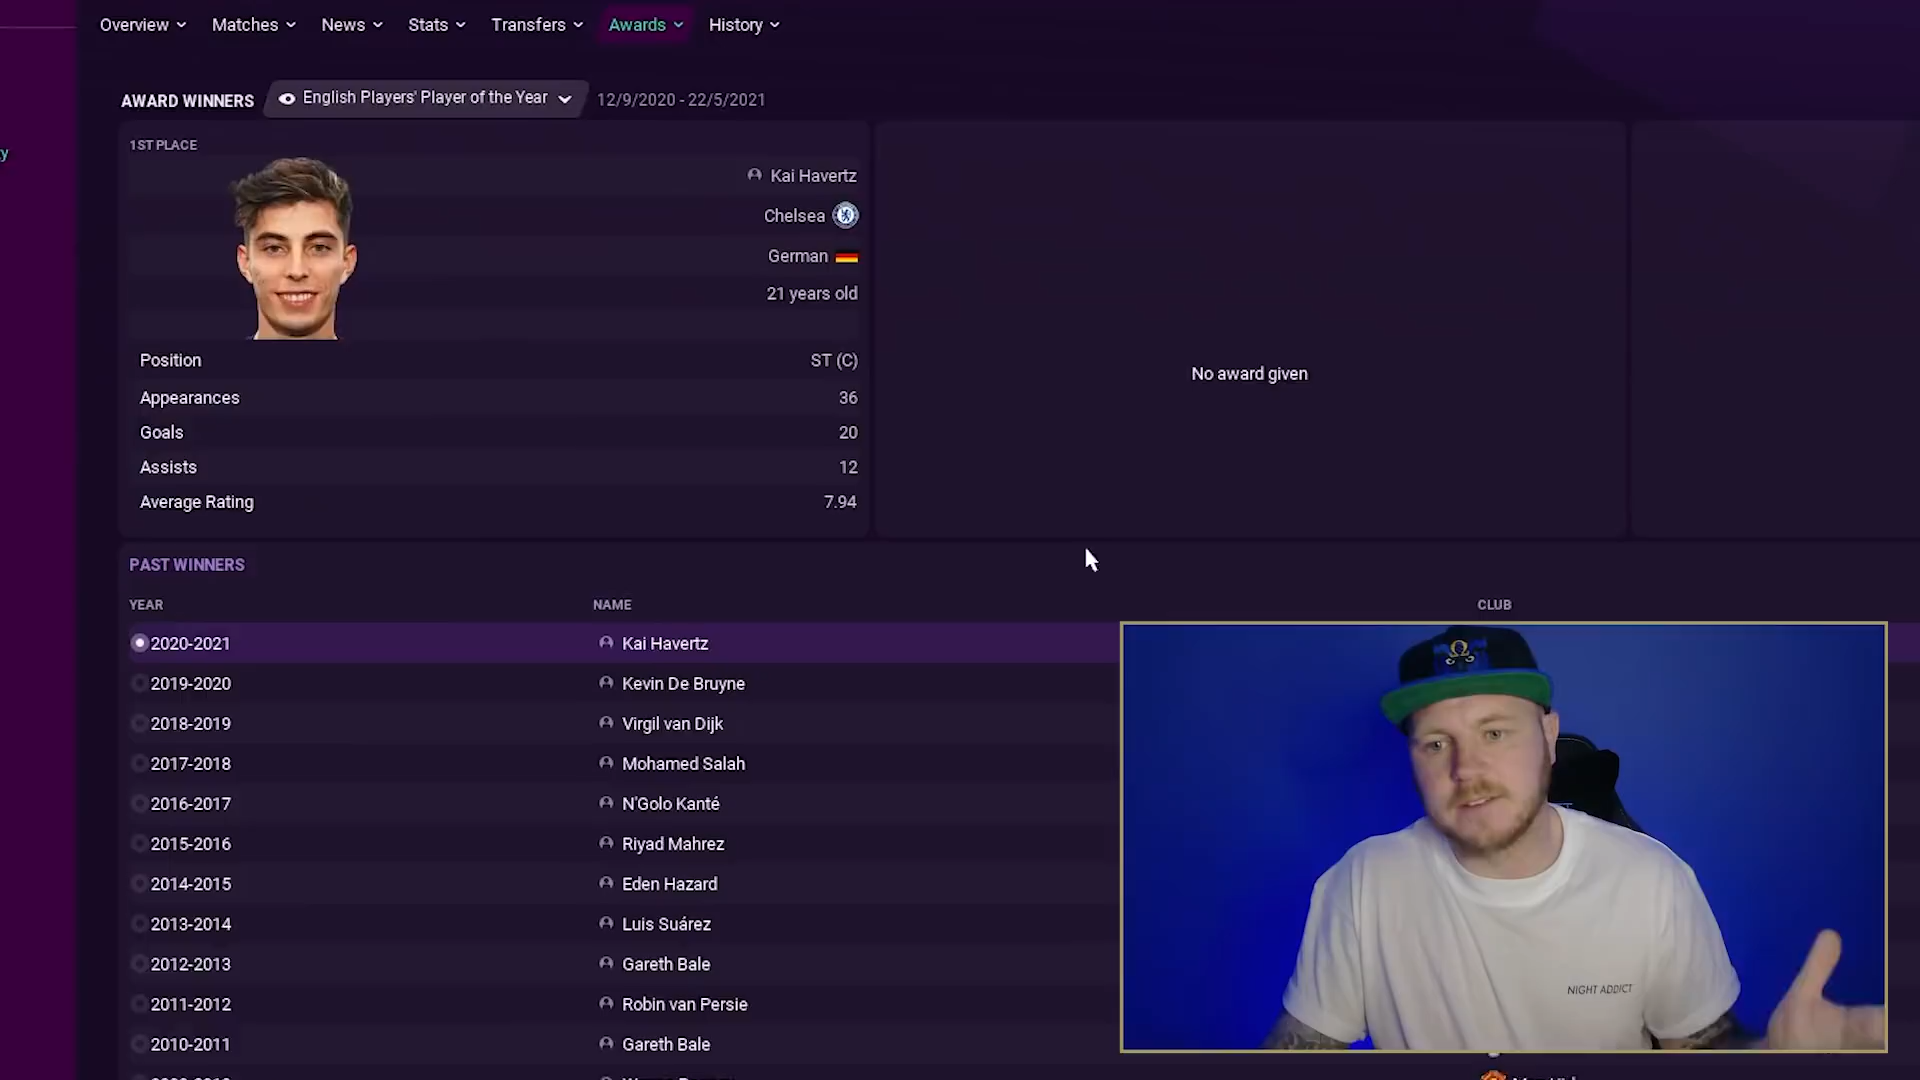 Overview Matches News Stats Transfers Awards History
AWARD WINNERS English Players' Player of the Year 12/9/2020 - 22/5/2021
y
1ST PLACE
Kai Havertz
Chelsea
German
21 years old
Position ST (C)
Appearances 36
Goals 20
Assists 12
Average Rating 7.94
No award given
PAST WINNERS
YEAR NAME CLUB
2020-2021 Kai Havertz
2019-2020 Kevin De Bruyne
2018-2019 Virgil van Dijk
2017-2018 Mohamed Salah
2016-2017 N'Golo Kanté
2015-2016 Riyad Mahrez
2014-2015 Eden Hazard
2013-2014 Luis Suárez
2012-2013 Gareth Bale
2011-2012 Robin van Persie
2010-2011 Gareth Bale
NIGHT ADDICT